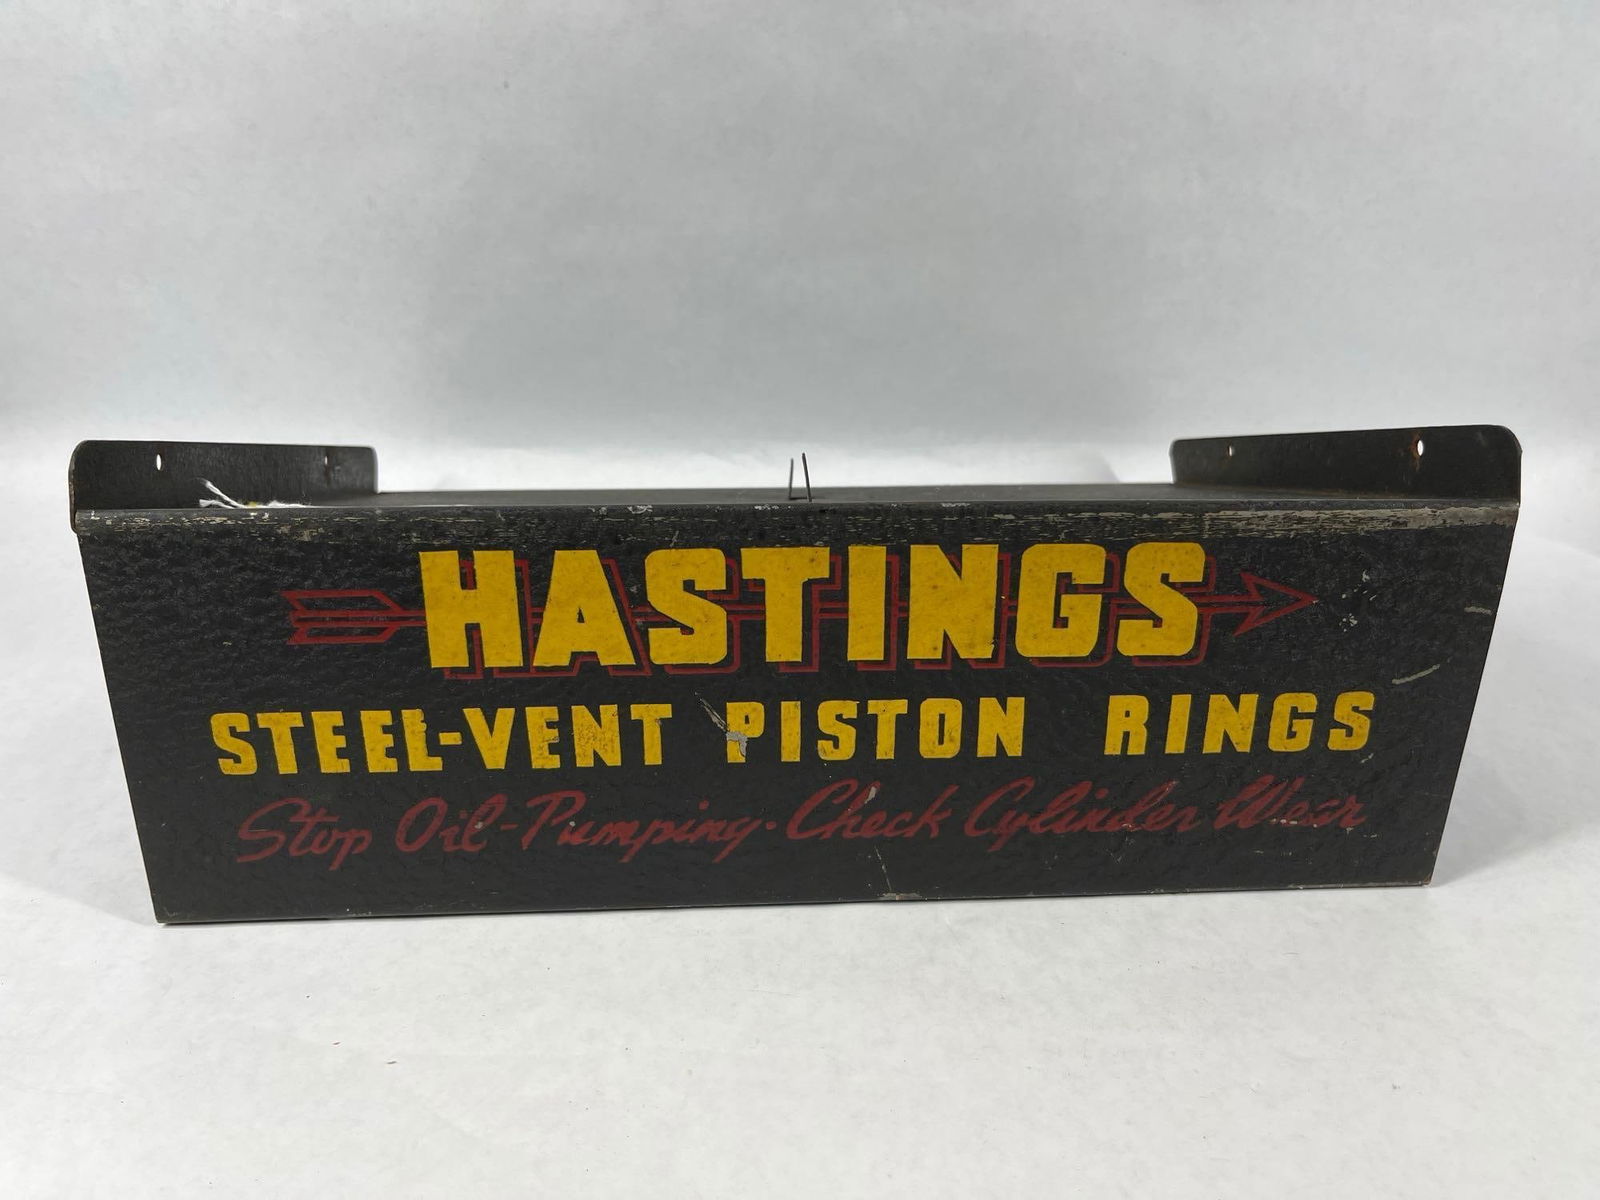 HASTINGS
STEEL-VENT PISTON RINGS
Stop Oil-Pumping·Check Cylinder Wear